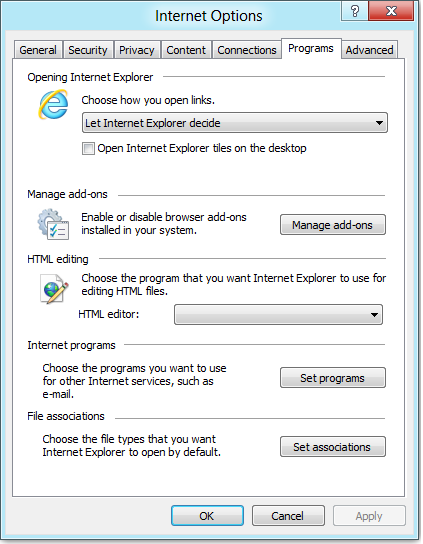 Internet Options
?
General Security Privacy Content Connections Programs Advanced
Opening Internet Explorer
Choose how you open links.
Let Internet Explorer decide
Open Internet Explorer tiles on the desktop
Manage add-ons
Enable or disable browser add-ons
installed in your system.
Manage add-ons
HTML editing
Choose the program that you want Internet Explorer to use for
editing HTML files.
HTML editor:
Internet programs
Choose the programs you want to use
for other Internet services, such as
e-mail.
Set programs
File associations
Choose the file types that you want
Internet Explorer to open by default.
Set associations
OK Cancel Apply